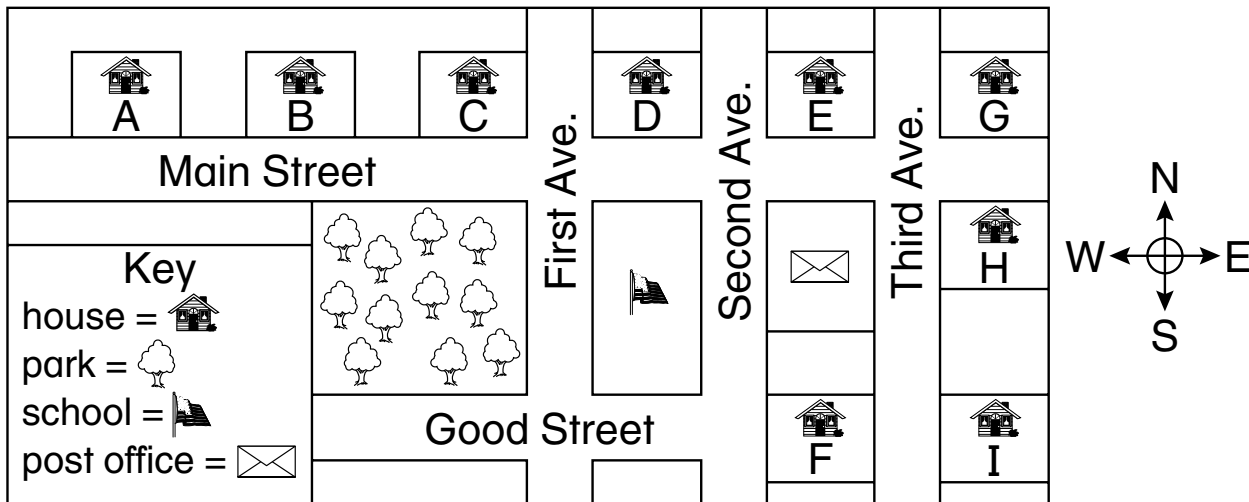 A B C D E G
Main Street
First Ave.
Second Ave.
Third Ave.
H
Key
house =
park =
school =
post office =
Good Street
F I
N
W E
S